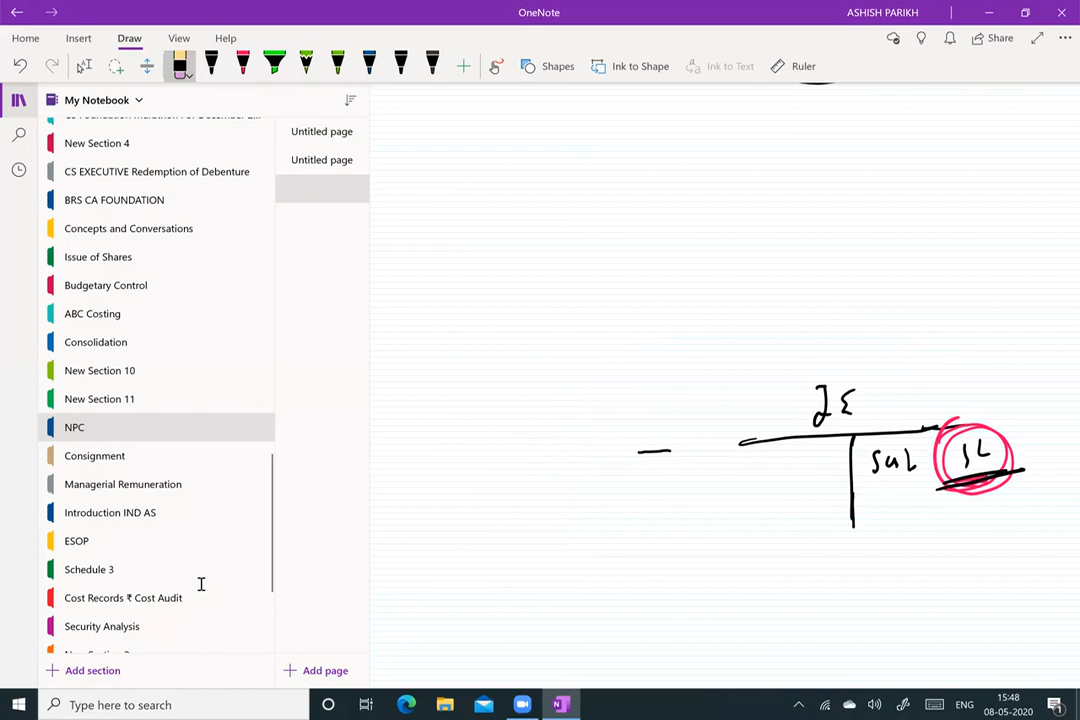 OneNote
ASHISH PARIKH
Home
Insert
Draw
View
Help
Share
Shapes
Ink to Shape
Ink to Text
Ruler
My Notebook
New Section 4
CS EXECUTIVE Redemption of Debenture
BRS CA FOUNDATION
Concepts and Conversations
Issue of Shares
Budgetary Control
ABC Costing
Consolidation
New Section 10
New Section 11
NPC
Consignment
Managerial Remuneration
Introduction IND AS
ESOP
Schedule 3
Cost Records ₹ Cost Audit
Security Analysis
Add section
Untitled page
Untitled page
Add page
SL
Type here to search
ENG
15:48
08-05-2020